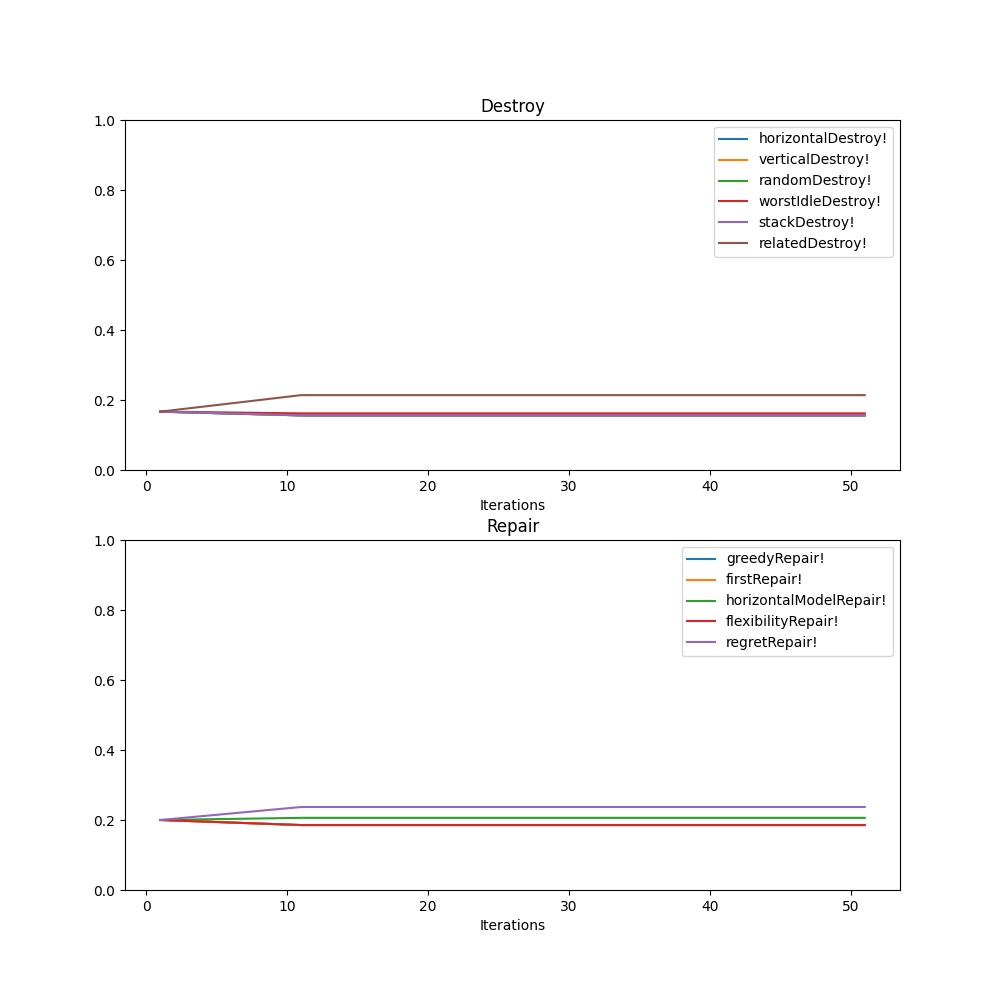 Destroy
1.0
0.8
0.6
0.4
0.2
0.0
horizontalDestroy!
verticalDestroy!
randomDestroy!
worstIdleDestroy!
stackDestroy!
relatedDestroy!
0 10 20 30 40 50
Iterations
Repair
1.0
0.8
0.6
0.4
0.2
0.0
greedyRepair!
firstRepair!
horizontalModelRepair!
flexibilityRepair!
regretRepair!
0 10 20 30 40 50
Iterations